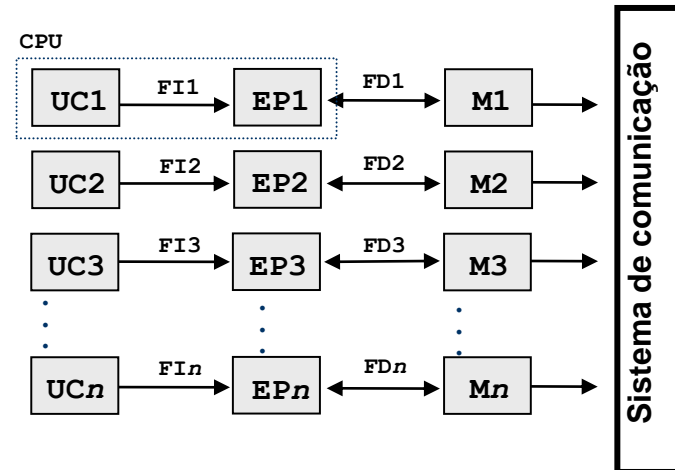 CPU
UC1 FI1 EP1 FD1 M1
UC2 FI2 EP2 FD2 M2
UC3 FI3 EP3 FD3 M3
UCn FIn EPn FDn Mn
Sistema de comunicação